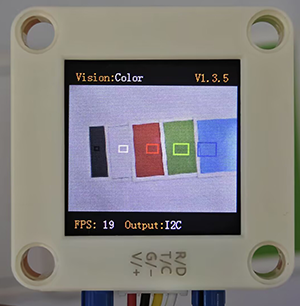 Vision:Color V1.3.5
FPS: 19 Output:I2C
R/D
T/C
G/-
V/+